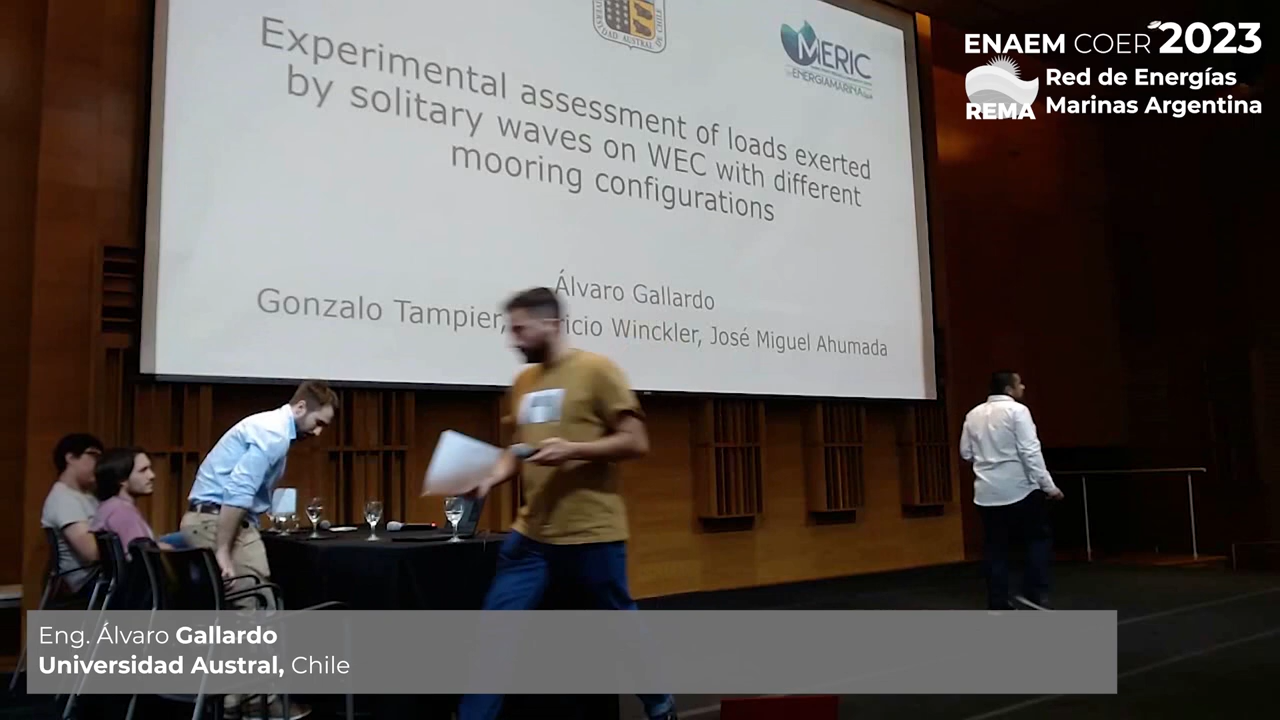 ENAEM COER 2023
Red de Energías
Marinas Argentina
REMA
MERIC
ENERGIAMARINA
Experimental assessment of loads exerted
by solitary waves on WEC with different
mooring configurations
Álvaro Gallardo
Gonzalo Tampier, icio Winckler, José Miguel Ahumada
Eng. Álvaro Gallardo
Universidad Austral, Chile